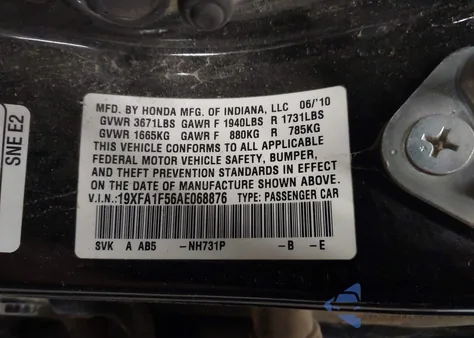 SNE E2
MFD. BY HONDA MFG. OF INDIANA, LLC 06/'10
GVWR 3671LBS GAWR F 1940LBS R 1731LBS
GVWR 1665KG GAWR F 880KG R 785KG
THIS VEHICLE CONFORMS TO ALL APPLICABLE
FEDERAL MOTOR VEHICLE SAFETY, BUMPER,
AND THEFT PREVENTION STANDARDS IN EFFECT
ON THE DATE OF MANUFACTURE SHOWN ABOVE.
V.I.N.:19XFA1F56AE068876 TYPE: PASSENGER CAR
SVK A AB5 -NH731P -B -E